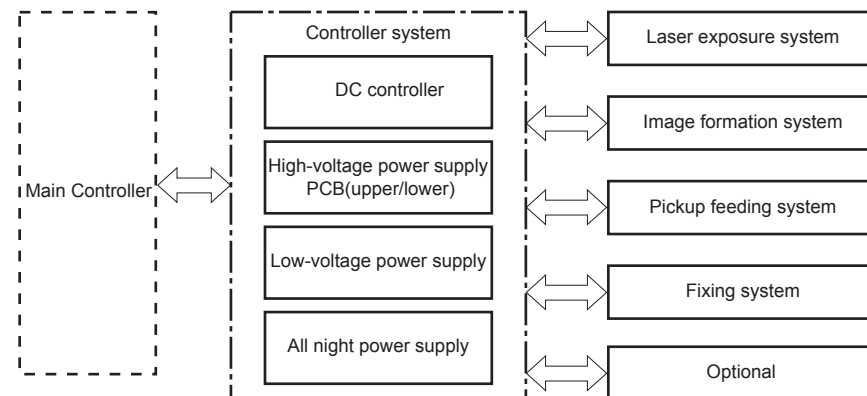 Main Controller
Controller system
DC controller
High-voltage power supply
PCB(upper/lower)
Low-voltage power supply
All night power supply
Laser exposure system
Image formation system
Pickup feeding system
Fixing system
Optional